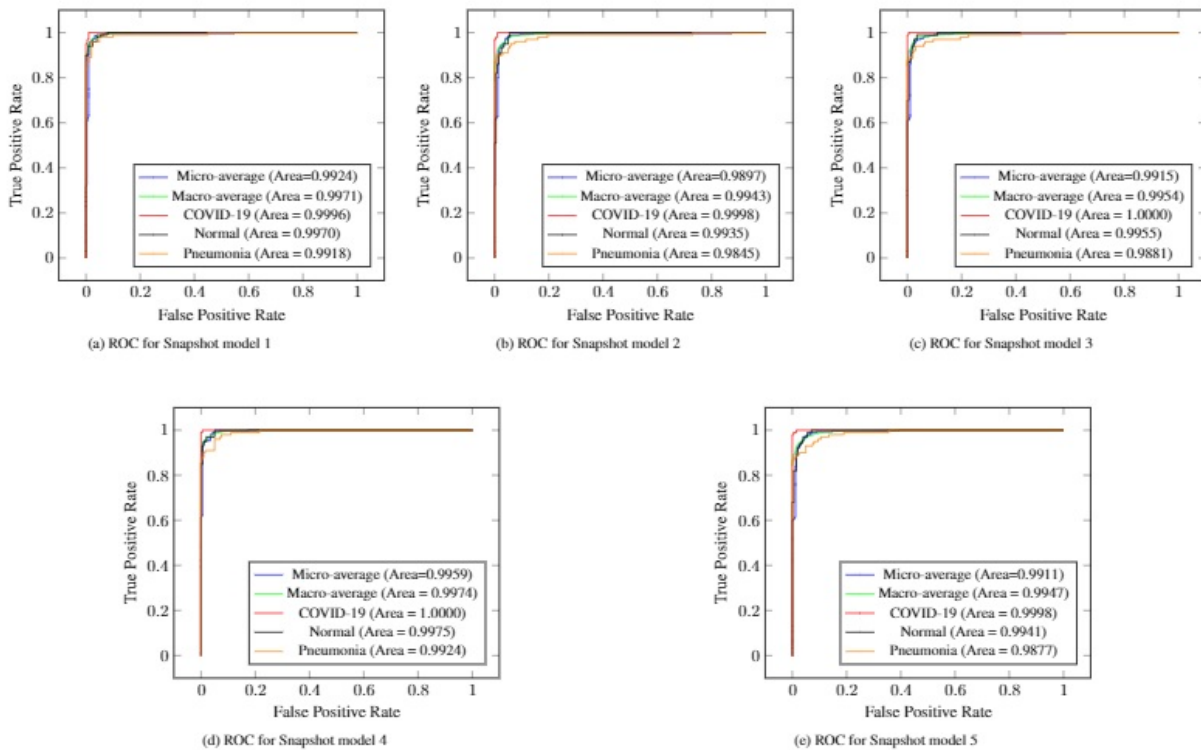 True Positive Rate
1
0.8
0.6
0.4
0.2
0
Micro-average (Area=0.9924)
Macro-average (Area = 0.9971)
COVID-19 (Area = 0.9996)
Normal (Area = 0.9970)
Pneumonia (Area = 0.9918)
0 0.2 0.4 0.6 0.8 1
False Positive Rate
(a) ROC for Snapshot model 1
True Positive Rate
1
0.8
0.6
0.4
0.2
0
Micro-average (Area=0.9897)
Macro-average (Area = 0.9943)
COVID-19 (Area = 0.9998)
Normal (Area = 0.9935)
Pneumonia (Area = 0.9845)
0 0.2 0.4 0.6 0.8 1
False Positive Rate
(b) ROC for Snapshot model 2
True Positive Rate
1
0.8
0.6
0.4
0.2
0
Micro-average (Area=0.9915)
Macro-average (Area = 0.9954)
COVID-19 (Area = 1.0000)
Normal (Area = 0.9955)
Pneumonia (Area = 0.9881)
0 0.2 0.4 0.6 0.8 1
False Positive Rate
(c) ROC for Snapshot model 3
True Positive Rate
1
0.8
0.6
0.4
0.2
0
Micro-average (Area=0.9959)
Macro-average (Area = 0.9974)
COVID-19 (Area = 1.0000)
Normal (Area = 0.9975)
Pneumonia (Area = 0.9924)
0 0.2 0.4 0.6 0.8 1
False Positive Rate
(d) ROC for Snapshot model 4
True Positive Rate
1
0.8
0.6
0.4
0.2
0
Micro-average (Area=0.9911)
Macro-average (Area = 0.9947)
COVID-19 (Area = 0.9998)
Normal (Area = 0.9941)
Pneumonia (Area = 0.9877)
0 0.2 0.4 0.6 0.8 1
False Positive Rate
(e) ROC for Snapshot model 5